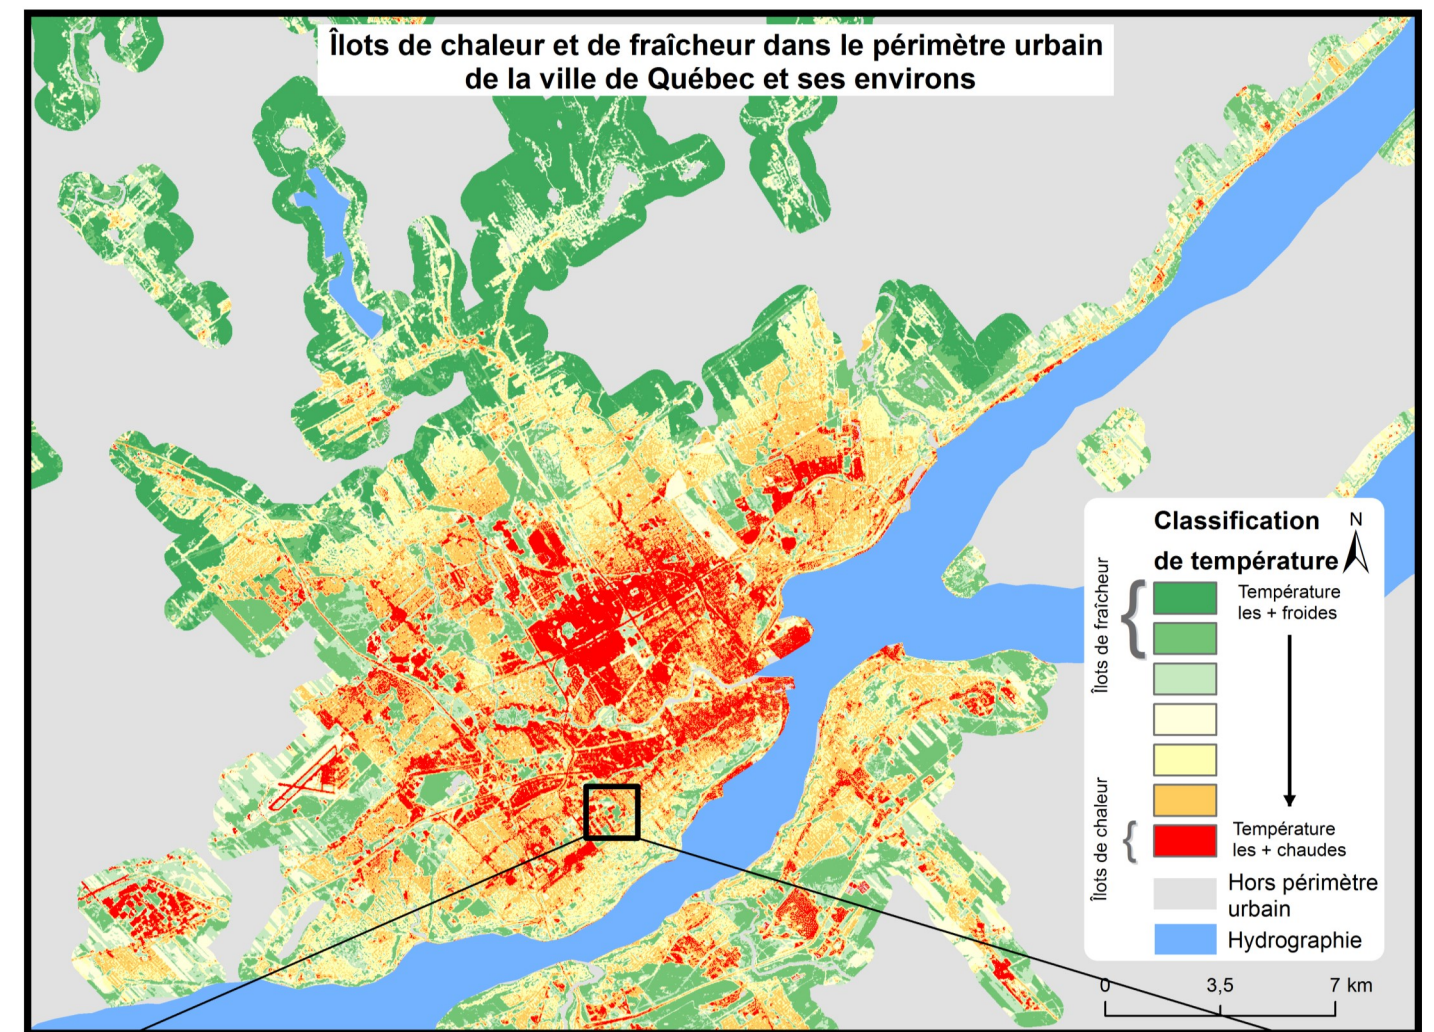 Îlots de chaleur et de fraîcheur dans le périmètre urbain
de la ville de Québec et ses environs
Classification
de température
N
Îlots de fraîcheur
Température
les + froides
Îlots de chaleur
Température
les + chaudes
Hors périmètre
urbain
Hydrographie
0 3,5 7 km